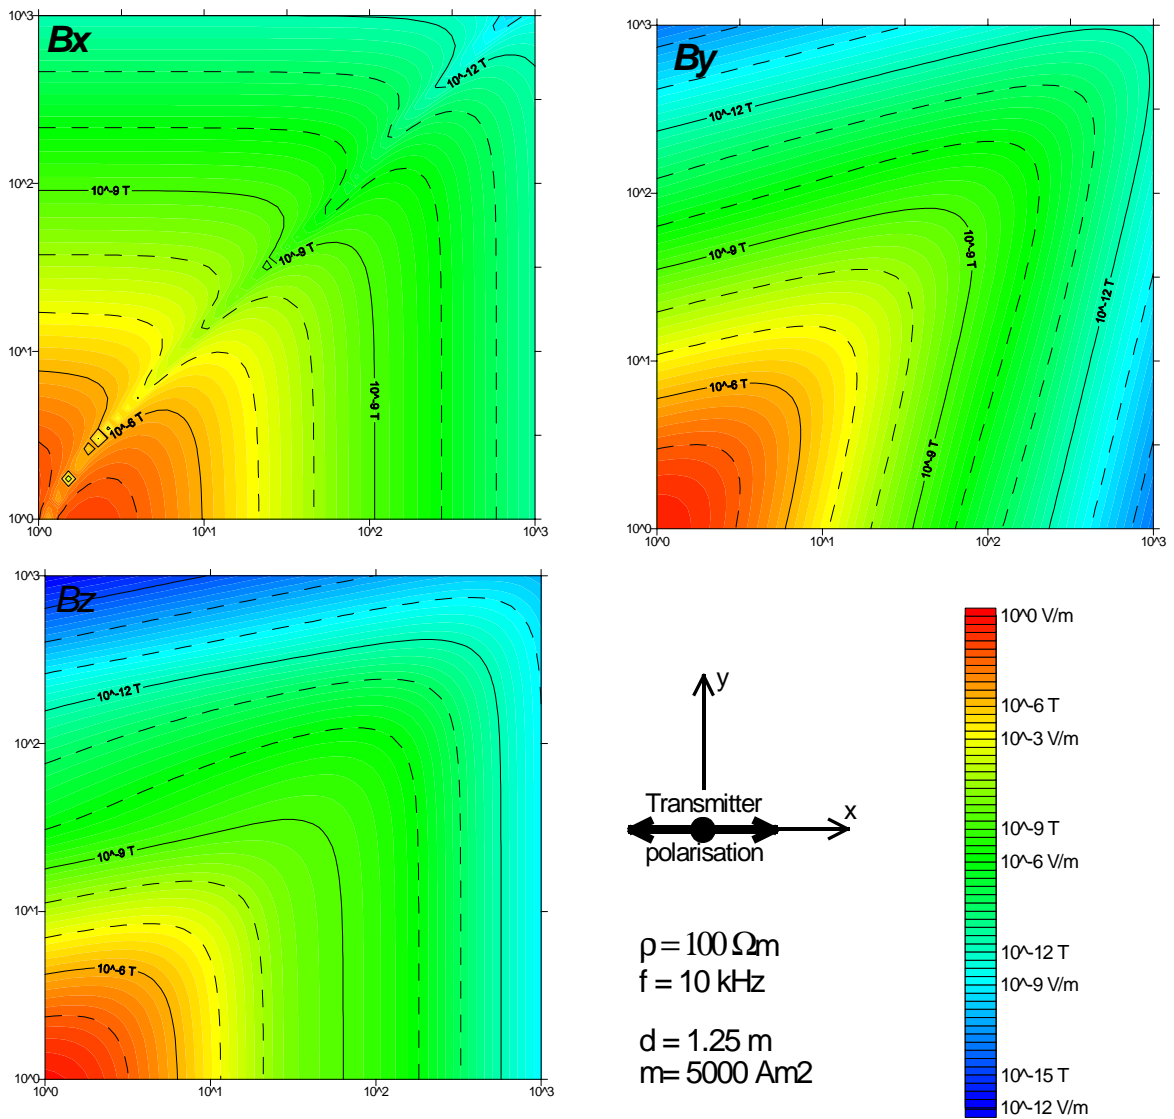 Bx
10^3
10^2
10^1
10^0
10^0
10^1
10^2
10^3
10^-12 T
10^-9 T
10^-9 T
10^-9 T
10^-6 T
By
10^3
10^2
10^1
10^0
10^0
10^1
10^2
10^3
10^-12 T
10^-9 T
10^-9 T
10^-12 T
10^-6 T
10^-9 T
Bz
10^3
10^2
10^1
10^0
10^0
10^1
10^2
10^3
10^-12 T
10^-9 T
10^-6 T
y
x
Transmitter
polarisation
ρ = 100 Ωm
f = 10 kHz
d = 1.25 m
m= 5000 Am2
10^0 V/m
10^-6 T
10^-3 V/m
10^-9 T
10^-6 V/m
10^-12 T
10^-9 V/m
10^-15 T
10^-12 V/m